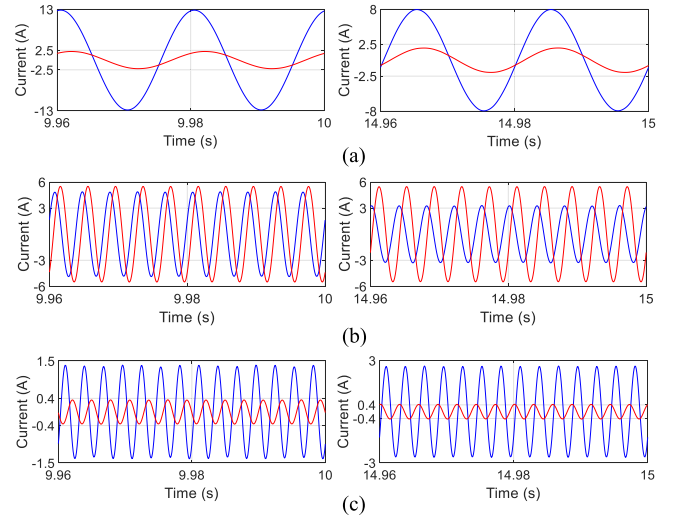 Current (A)
13
2.5
-2.5
-13
9.96
9.98
10
Time (s)
Current (A)
8
2.5
-2.5
-8
14.96
14.98
15
Time (s)
(a)
Current (A)
6
3
-3
-6
9.96
9.98
10
Time (s)
Current (A)
6
3
-3
-6
14.96
14.98
15
Time (s)
(b)
Current (A)
1.5
0.4
-0.4
-1.5
9.96
9.98
10
Time (s)
Current (A)
3
0.4
-0.4
-3
14.96
14.98
15
Time (s)
(c)